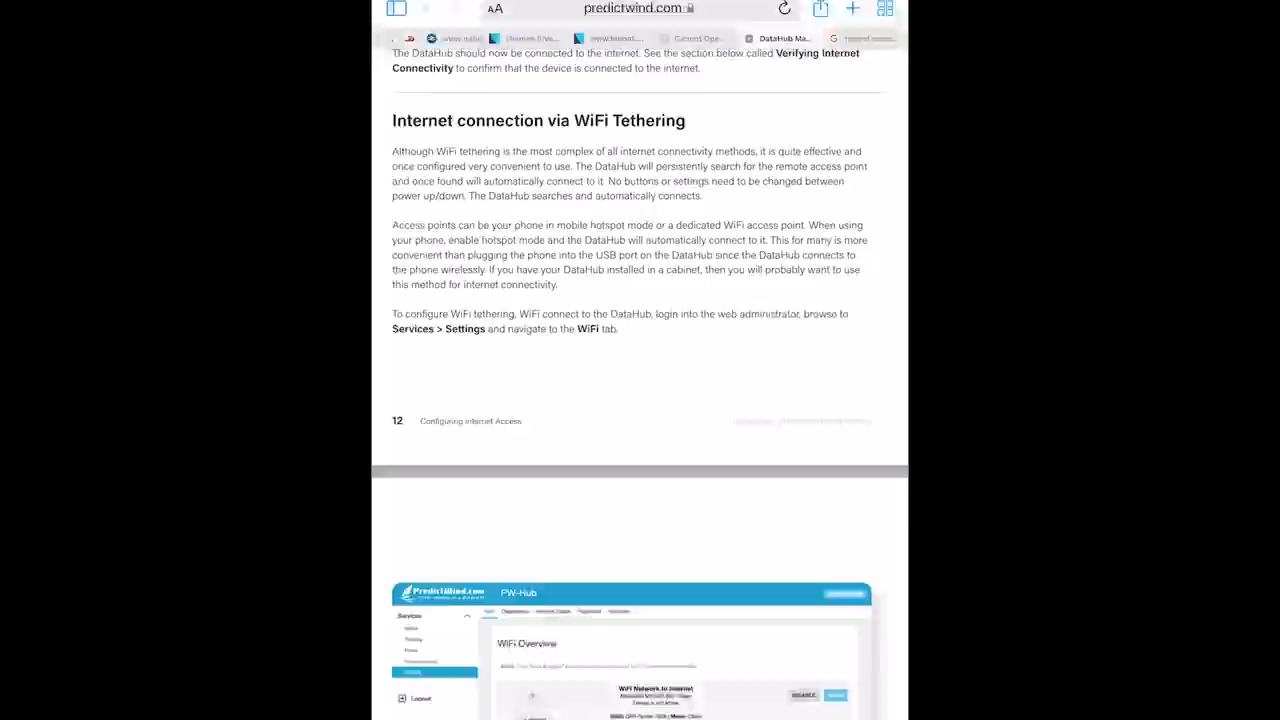 AA
predictwind.com
DataHub Ma...
The DataHub should now be connected to the internet. See the section below called Verifying Internet
Connectivity to confirm that the device is connected to the internet.
Internet connection via WiFi Tethering
Although WiFi tethering is the most complex of all internet connectivity methods, it is quite effective and
once configured very convenient to use. The DataHub will persistently search for the remote access point
and once found will automatically connect to it. No buttons or settings need to be changed between
power up/down. The DataHub searches and automatically connects.
Access points can be your phone in mobile hotspot mode or a dedicated WiFi access point. When using
your phone, enable hotspot mode and the DataHub will automatically connect to it. This for many is more
convenient than plugging the phone into the USB port on the DataHub since the DataHub connects to
the phone wirelessly. If you have your DataHub installed in a cabinet, then you will probably want to use
this method for internet connectivity.
To configure WiFi tethering, WiFi connect to the DataHub, login into the web administrator, browse to
Services > Settings and navigate to the WiFi tab.
12 Configuring Internet Access
PredictWind.com PW-Hub
Services
WiFi Overview
WiFi Network to Internet
DISABLE
Logout